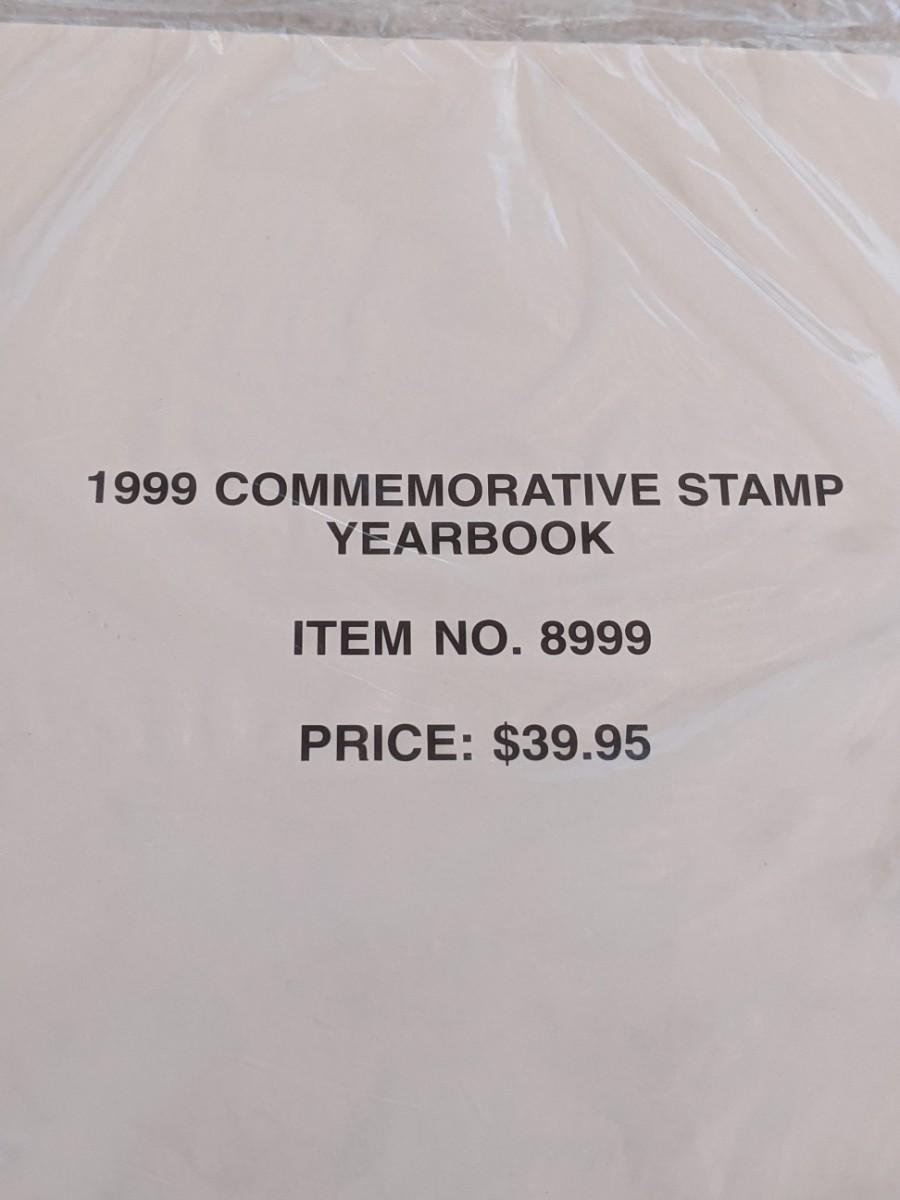 1999 COMMEMORATIVE STAMP
YEARBOOK
ITEM NO. 8999
PRICE: $39.95